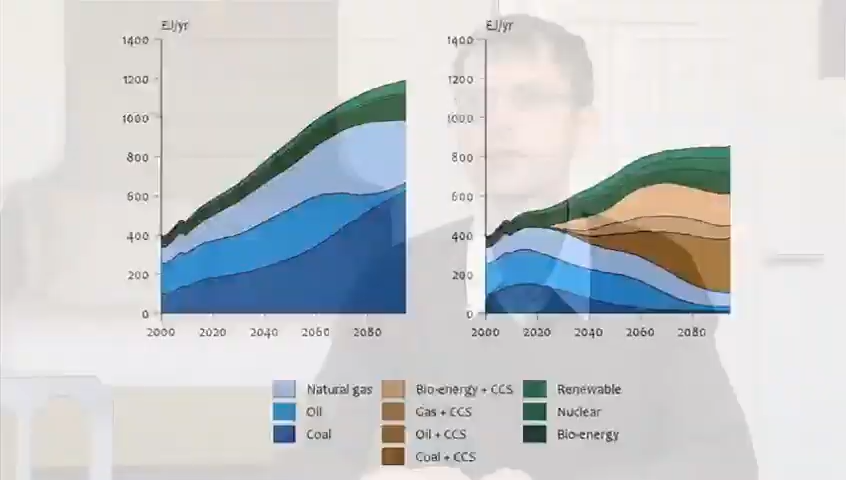 EJ/yr
1400
1200
1000
800
600
400
200
0
2000 2020 2040 2060 2080
EJ/yr
1400
1200
1000
800
600
400
200
0
2000 2020 2040 2060 2080
Natural gas Bio-energy + CCS Renewable
Oil Gas + CCS Nuclear
Coal Oil + CCS Bio-energy
Coal + CCS